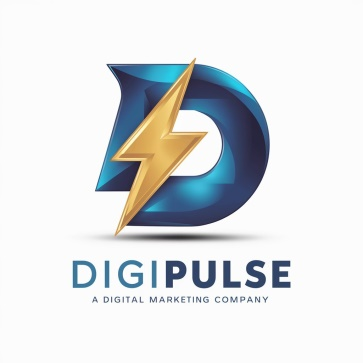 DIGIPULSE
A DIGITAL MARKETING COMPANY